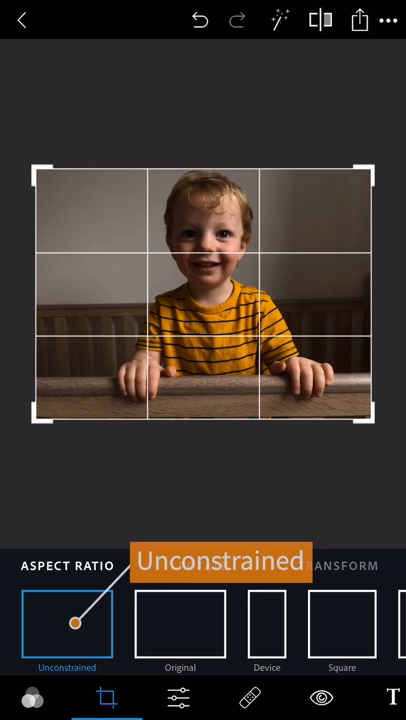 ASPECT RATIO
TRANSFORM
Unconstrained
Unconstrained
Original
Device
Square
T